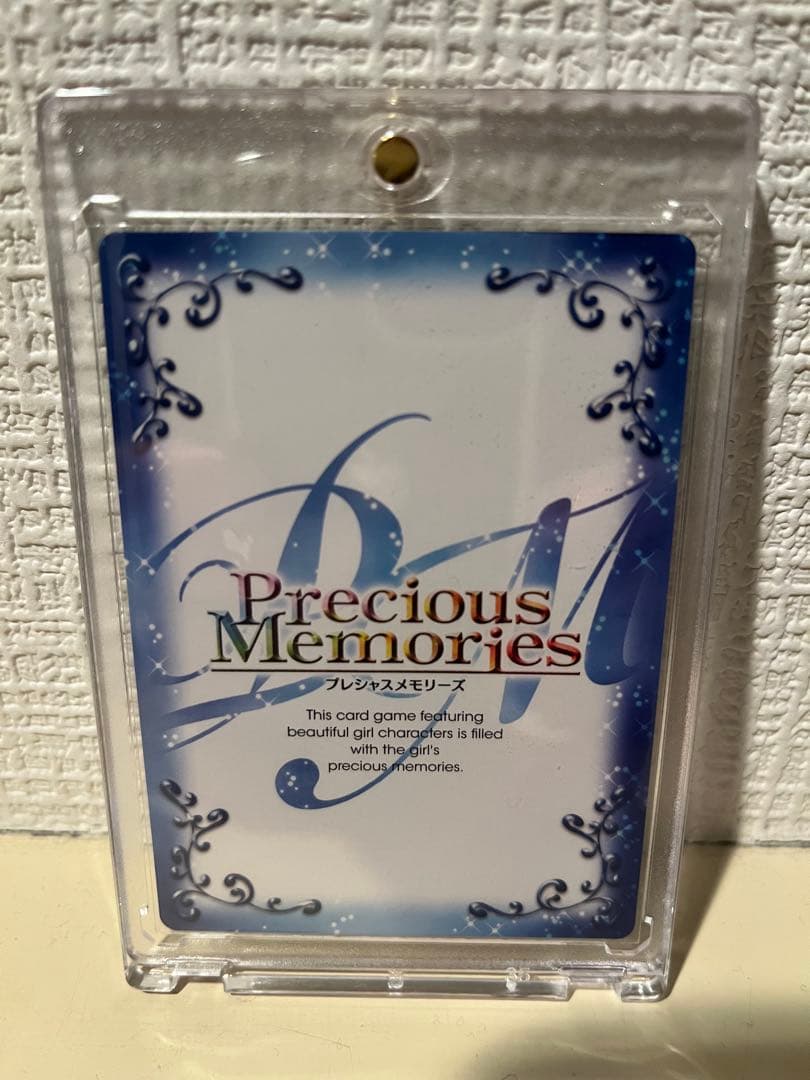 Precious
Memories
プレシャスメモリーズ
This card game featuring
beautiful girl characters is filled
with the girl's
precious memories.
PM